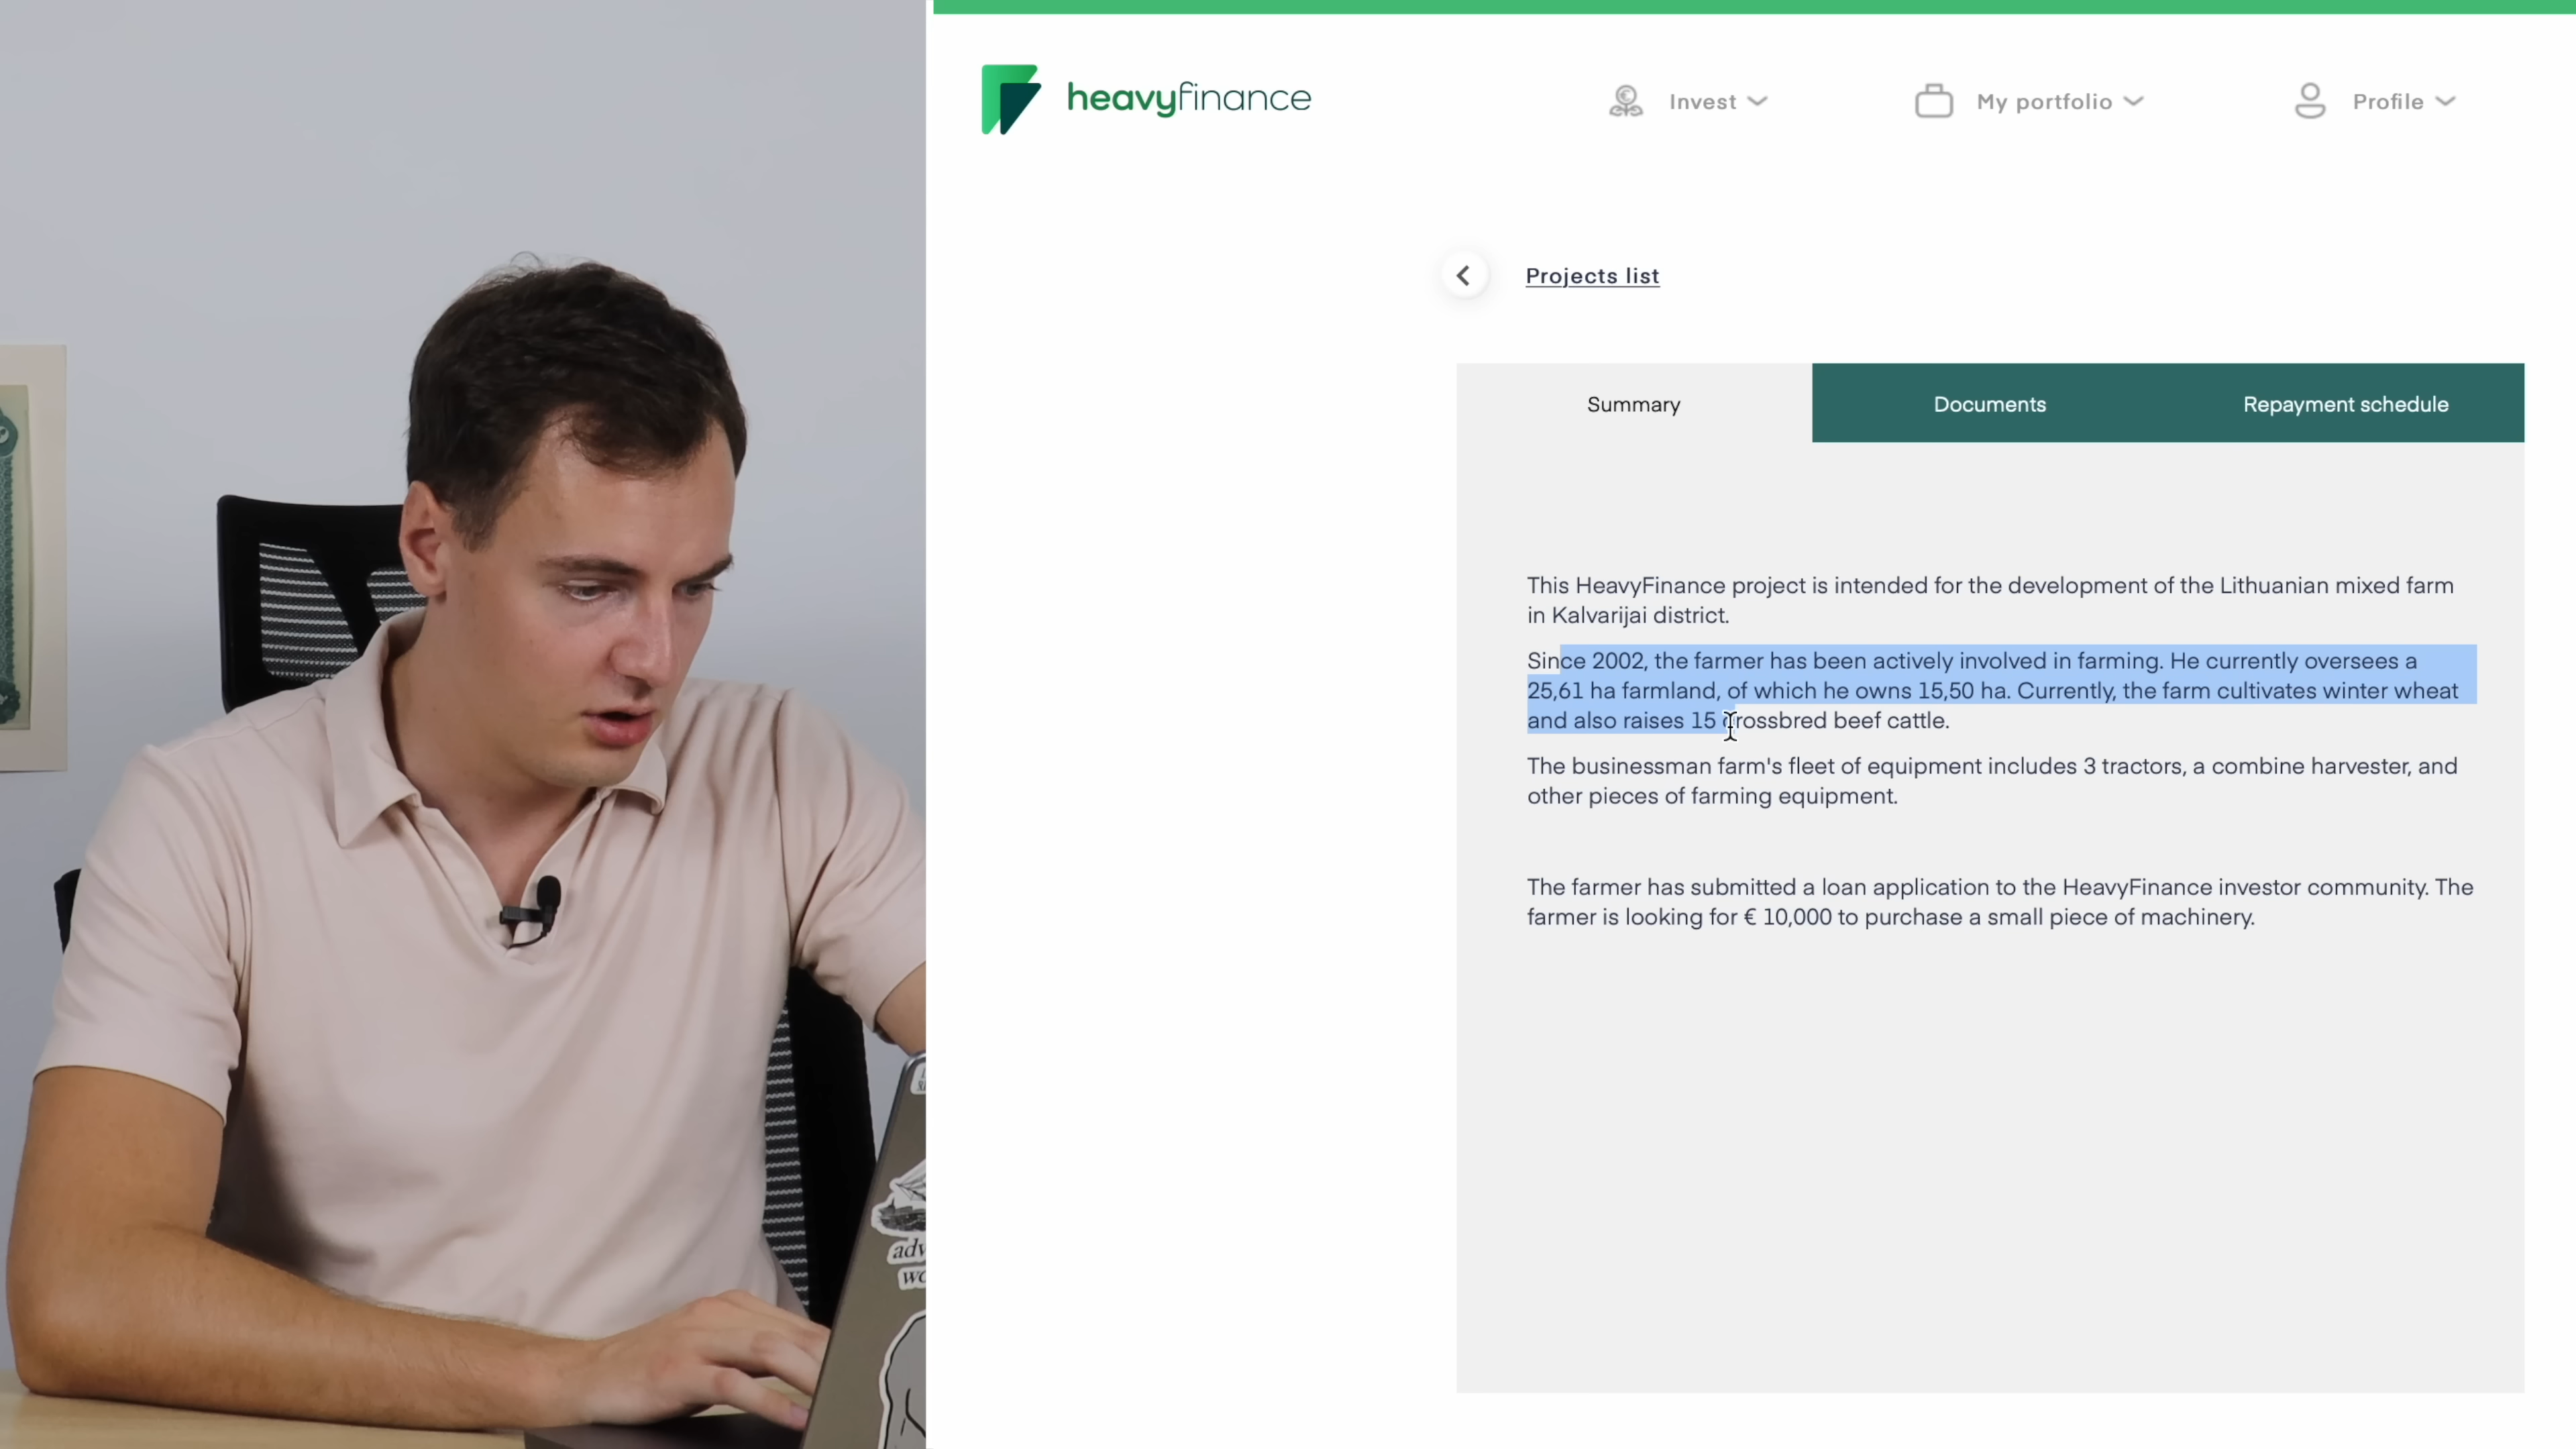 heavyfinance
Invest
My portfolio
Profile
Projects list
Summary
Documents
Repayment schedule
This HeavyFinance project is intended for the development of the Lithuanian mixed farm
in Kalvarijai district.
Since 2002, the farmer has been actively involved in farming. He currently oversees a
25,61 ha farmland, of which he owns 15,50 ha. Currently, the farm cultivates winter wheat
and also raises 15 crossbred beef cattle.
The businessman farm's fleet of equipment includes 3 tractors, a combine harvester, and
other pieces of farming equipment.
The farmer has submitted a loan application to the HeavyFinance investor community. The
farmer is looking for € 10,000 to purchase a small piece of machinery.